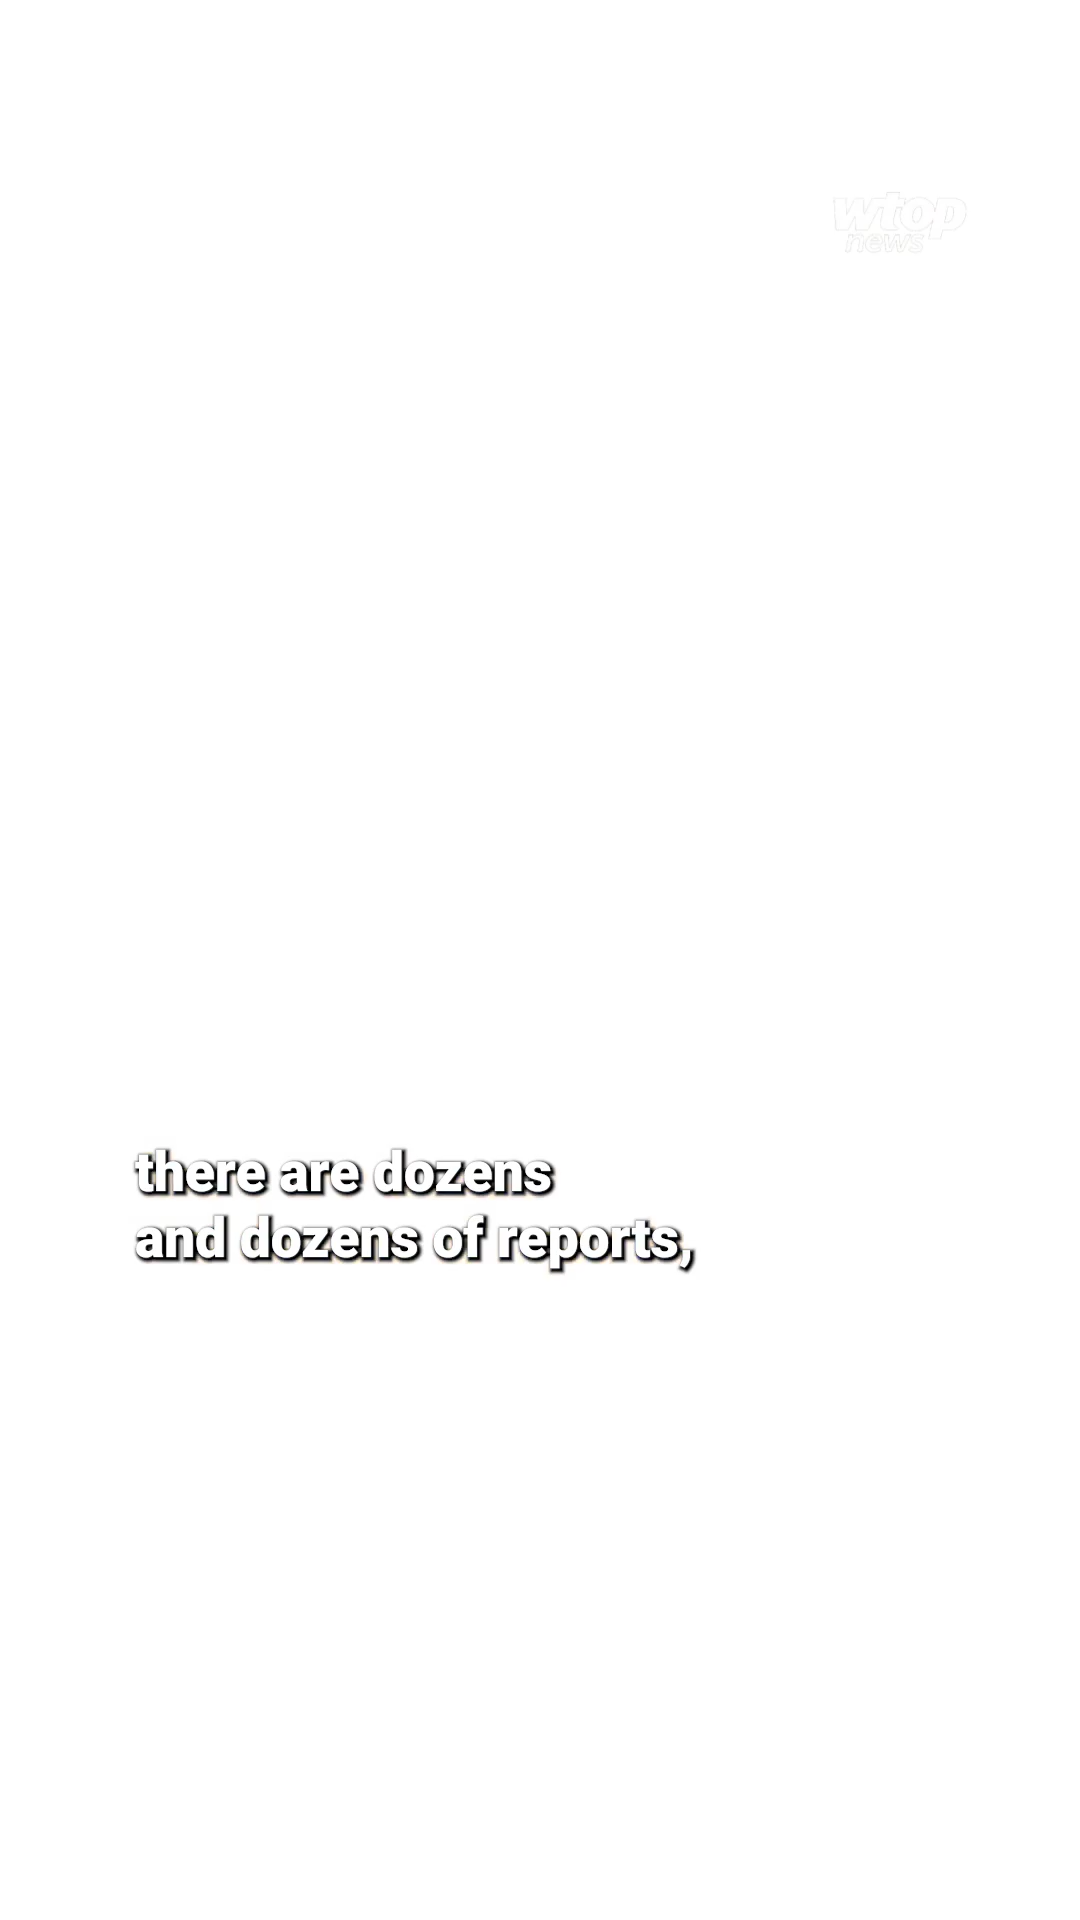 wtop
news
there are dozens
and dozens of reports,